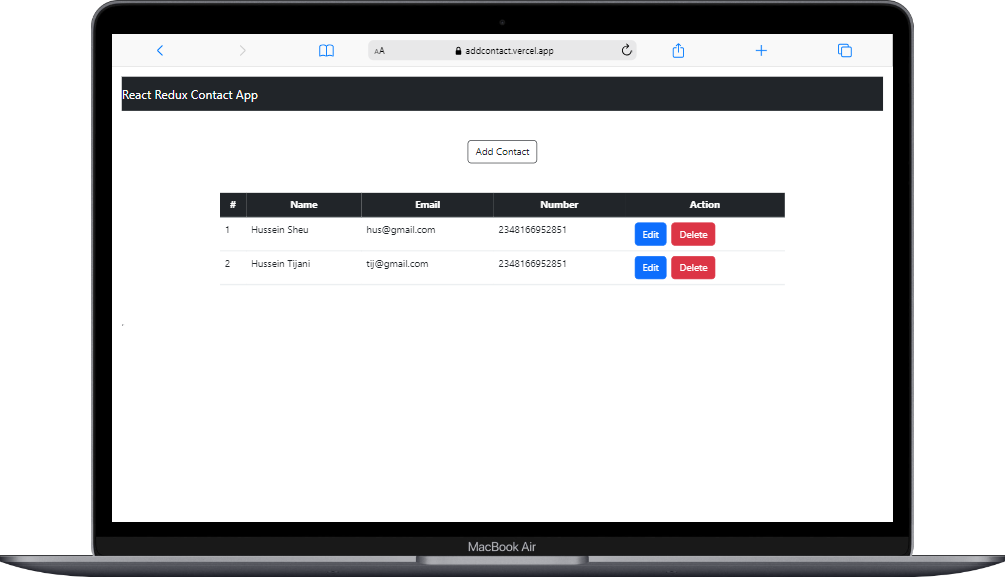 AA addcontact.vercel.app
React Redux Contact App
Add Contact
# Name Email Number Action
1 Hussein Sheu hus@gmail.com 2348166952851 Edit Delete
2 Hussein Tijani tij@gmail.com 2348166952851 Edit Delete
.
MacBook Air